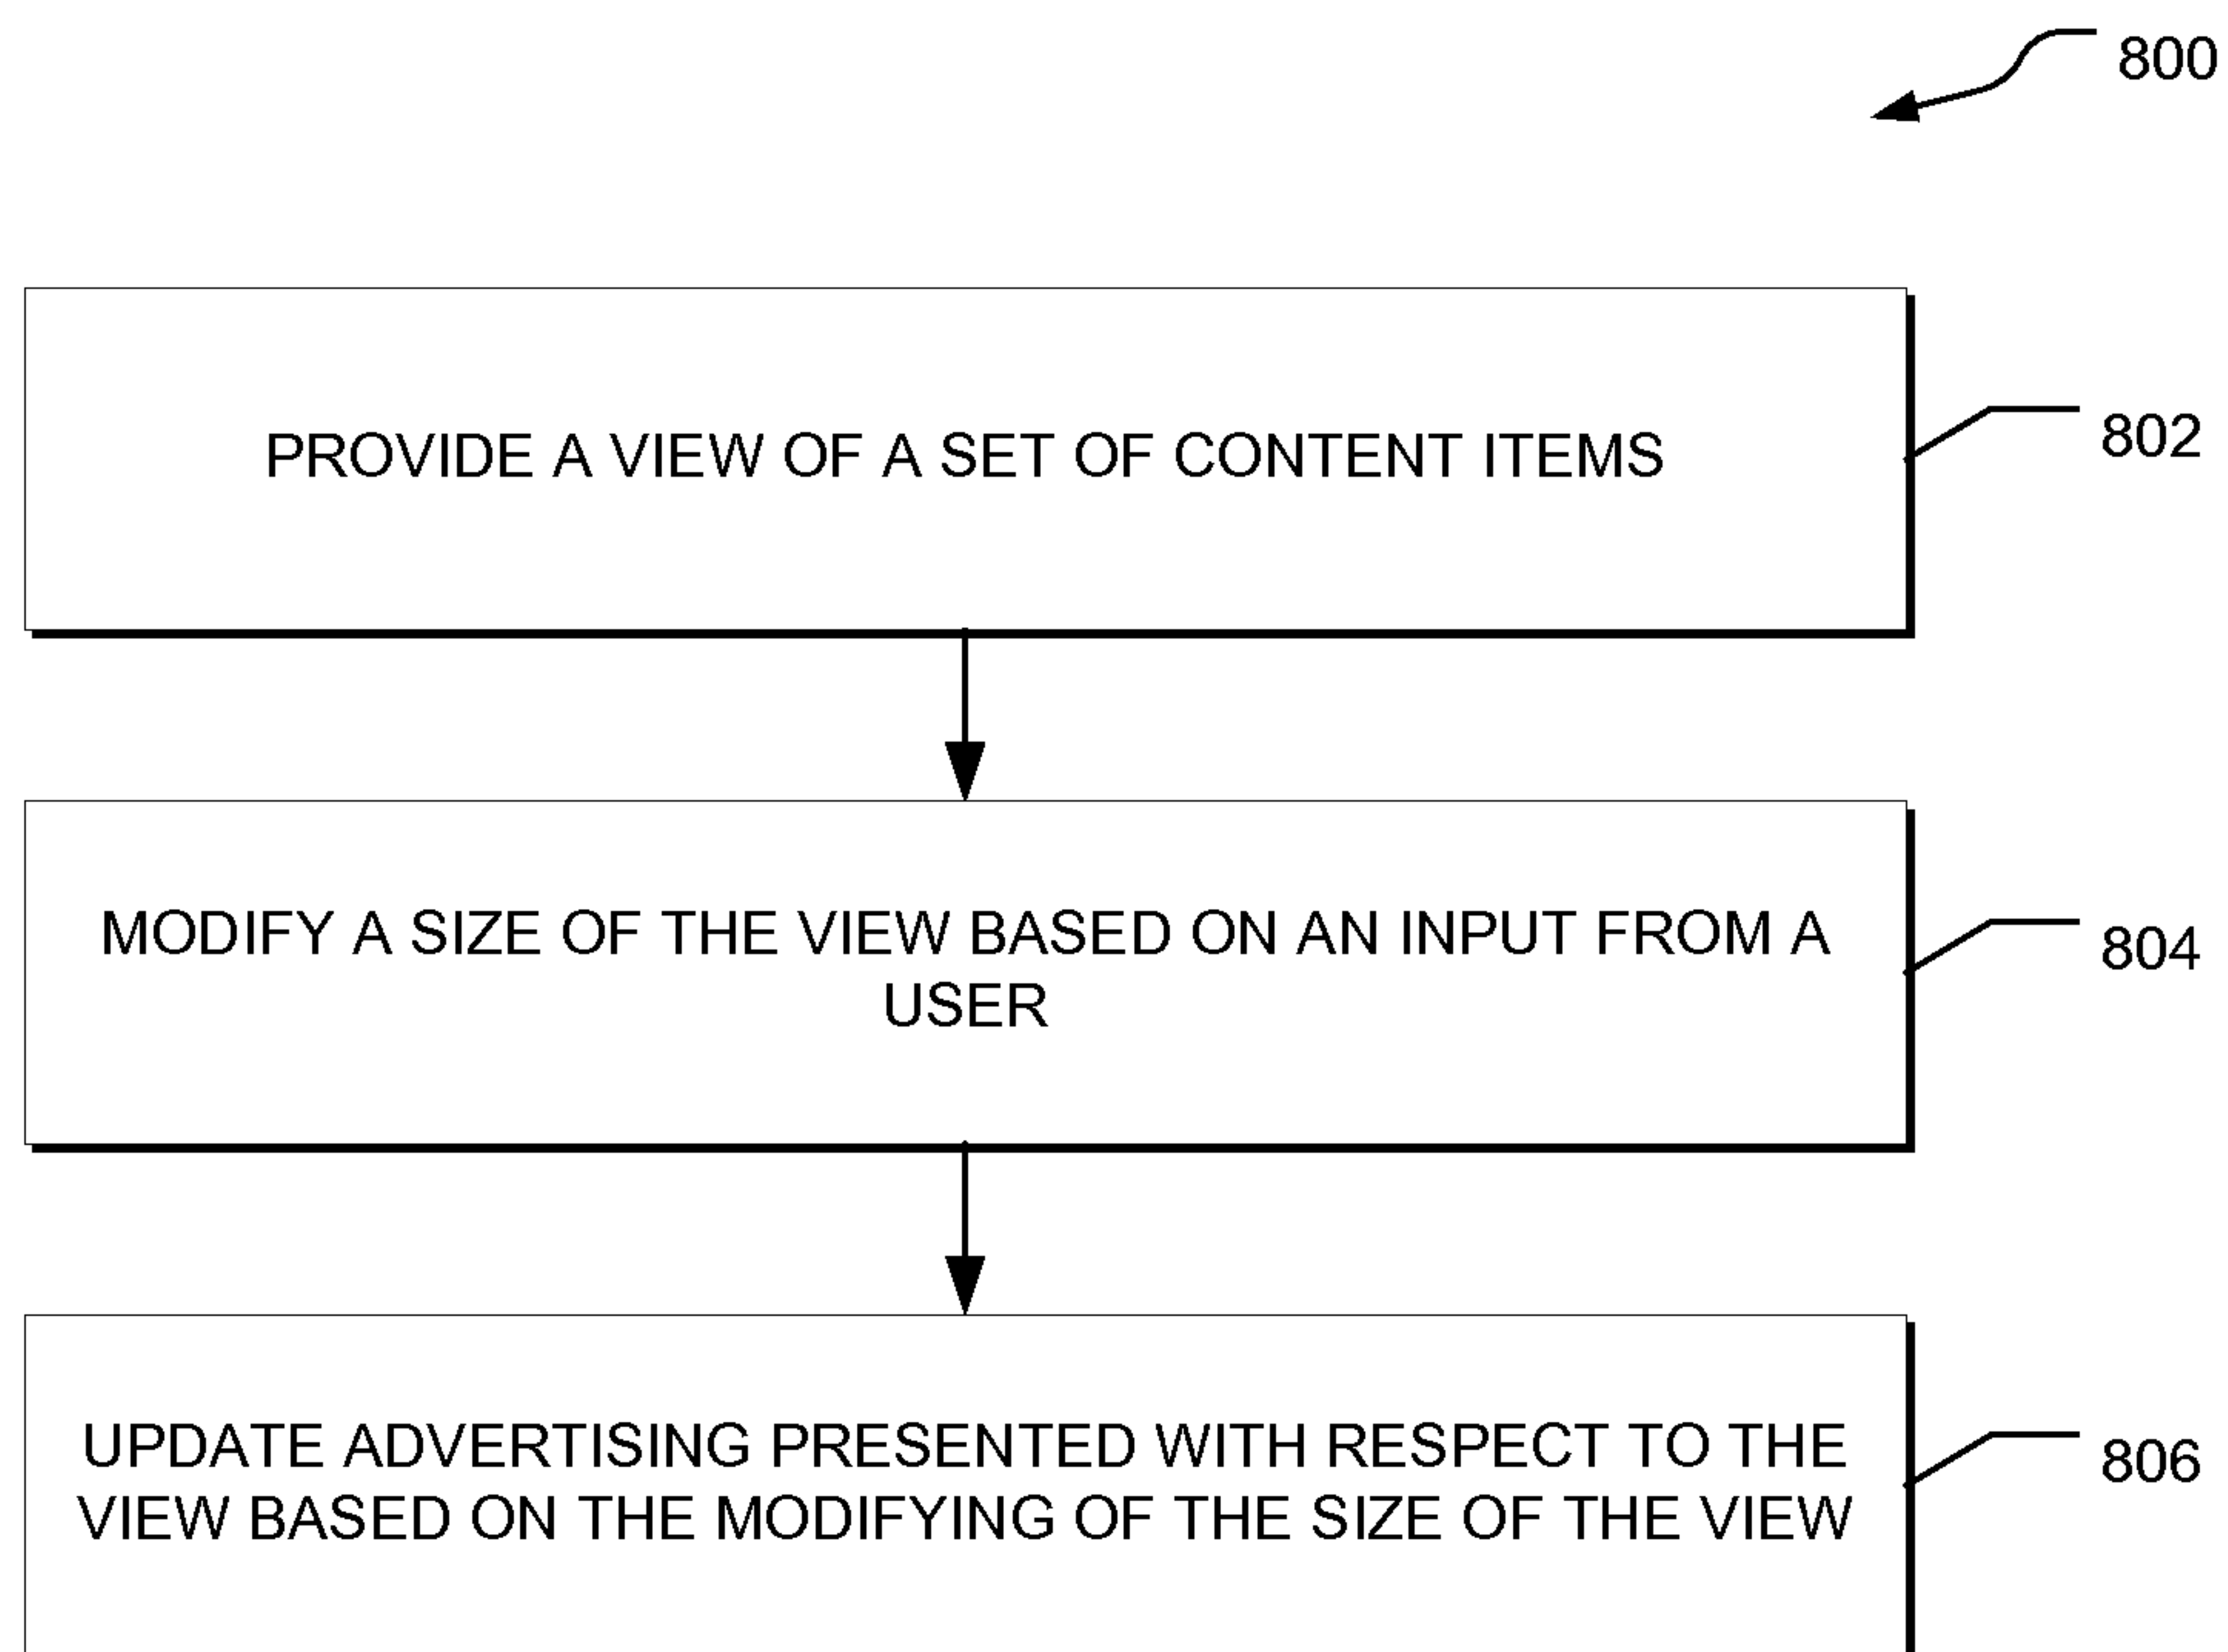 800
PROVIDE A VIEW OF A SET OF CONTENT ITEMS
802
MODIFY A SIZE OF THE VIEW BASED ON AN INPUT FROM A
USER
804
UPDATE ADVERTISING PRESENTED WITH RESPECT TO THE
VIEW BASED ON THE MODIFYING OF THE SIZE OF THE VIEW
806